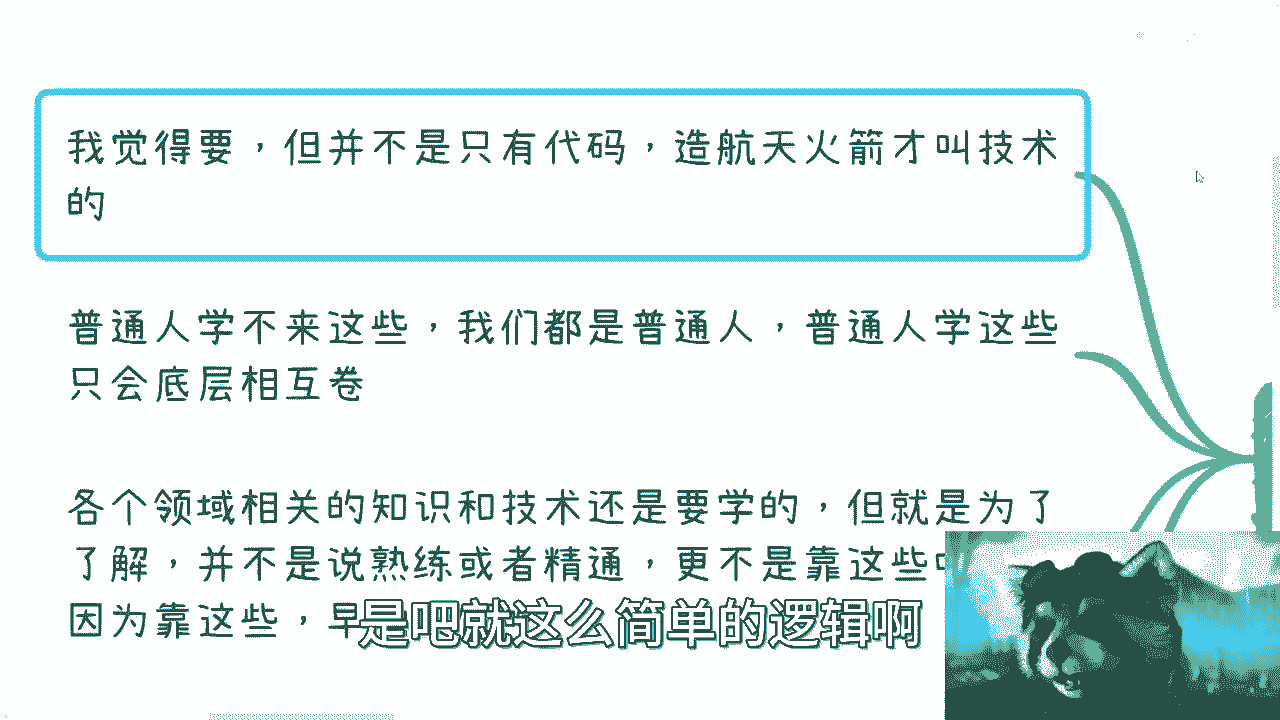 我觉得要，但并不是只有代码，造航天火箭才叫技术
的
普通人学不来这些，我们都是普通人，普通人学这些
只会底层相互卷
各个领域相关的知识和技术还是要学的，但就是为了
了解，并不是说熟练或者精通，更不是靠这些
因为靠这些，早
是吧就这么简单的逻辑啊